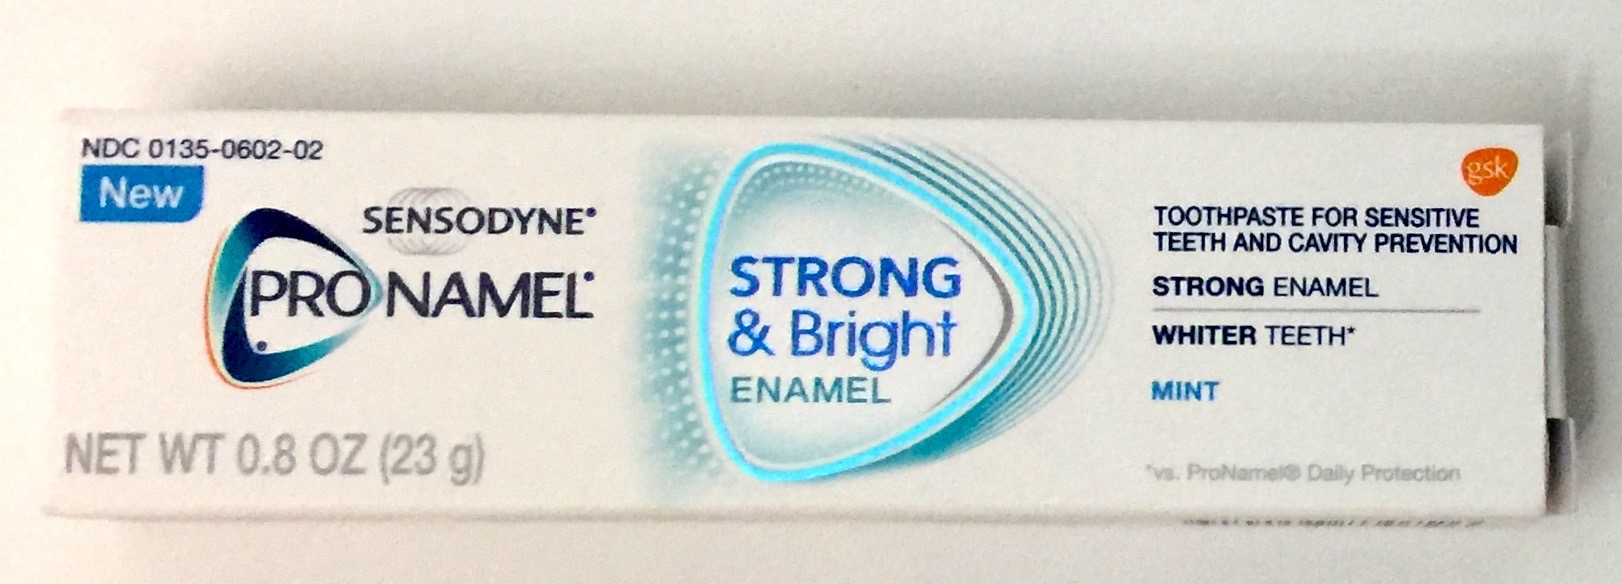 NDC 0135-0602-02
New
SENSODYNE®
PRONAMEL®
NET WT 0.8 OZ (23 g)
STRONG
& Bright
ENAMEL
gsk
TOOTHPASTE FOR SENSITIVE
TEETH AND CAVITY PREVENTION
STRONG ENAMEL
WHITER TEETH*
MINT
*vs. ProNamel® Daily Protection